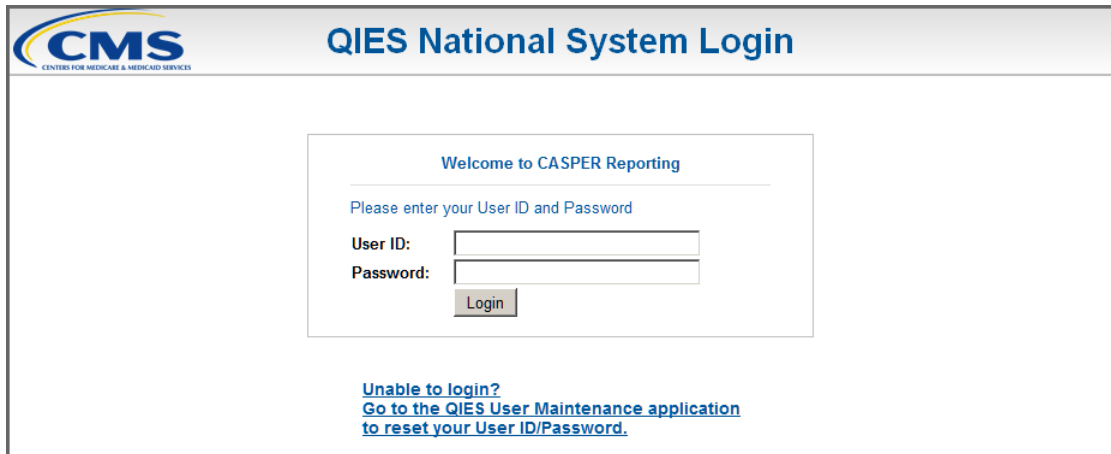 CMS
CENTERS FOR MEDICARE & MEDICAID SERVICES
QIES National System Login
Welcome to CASPER Reporting
Please enter your User ID and Password
User ID:
Password:
Login
Unable to login?
Go to the QIES User Maintenance application
to reset your User ID/Password.